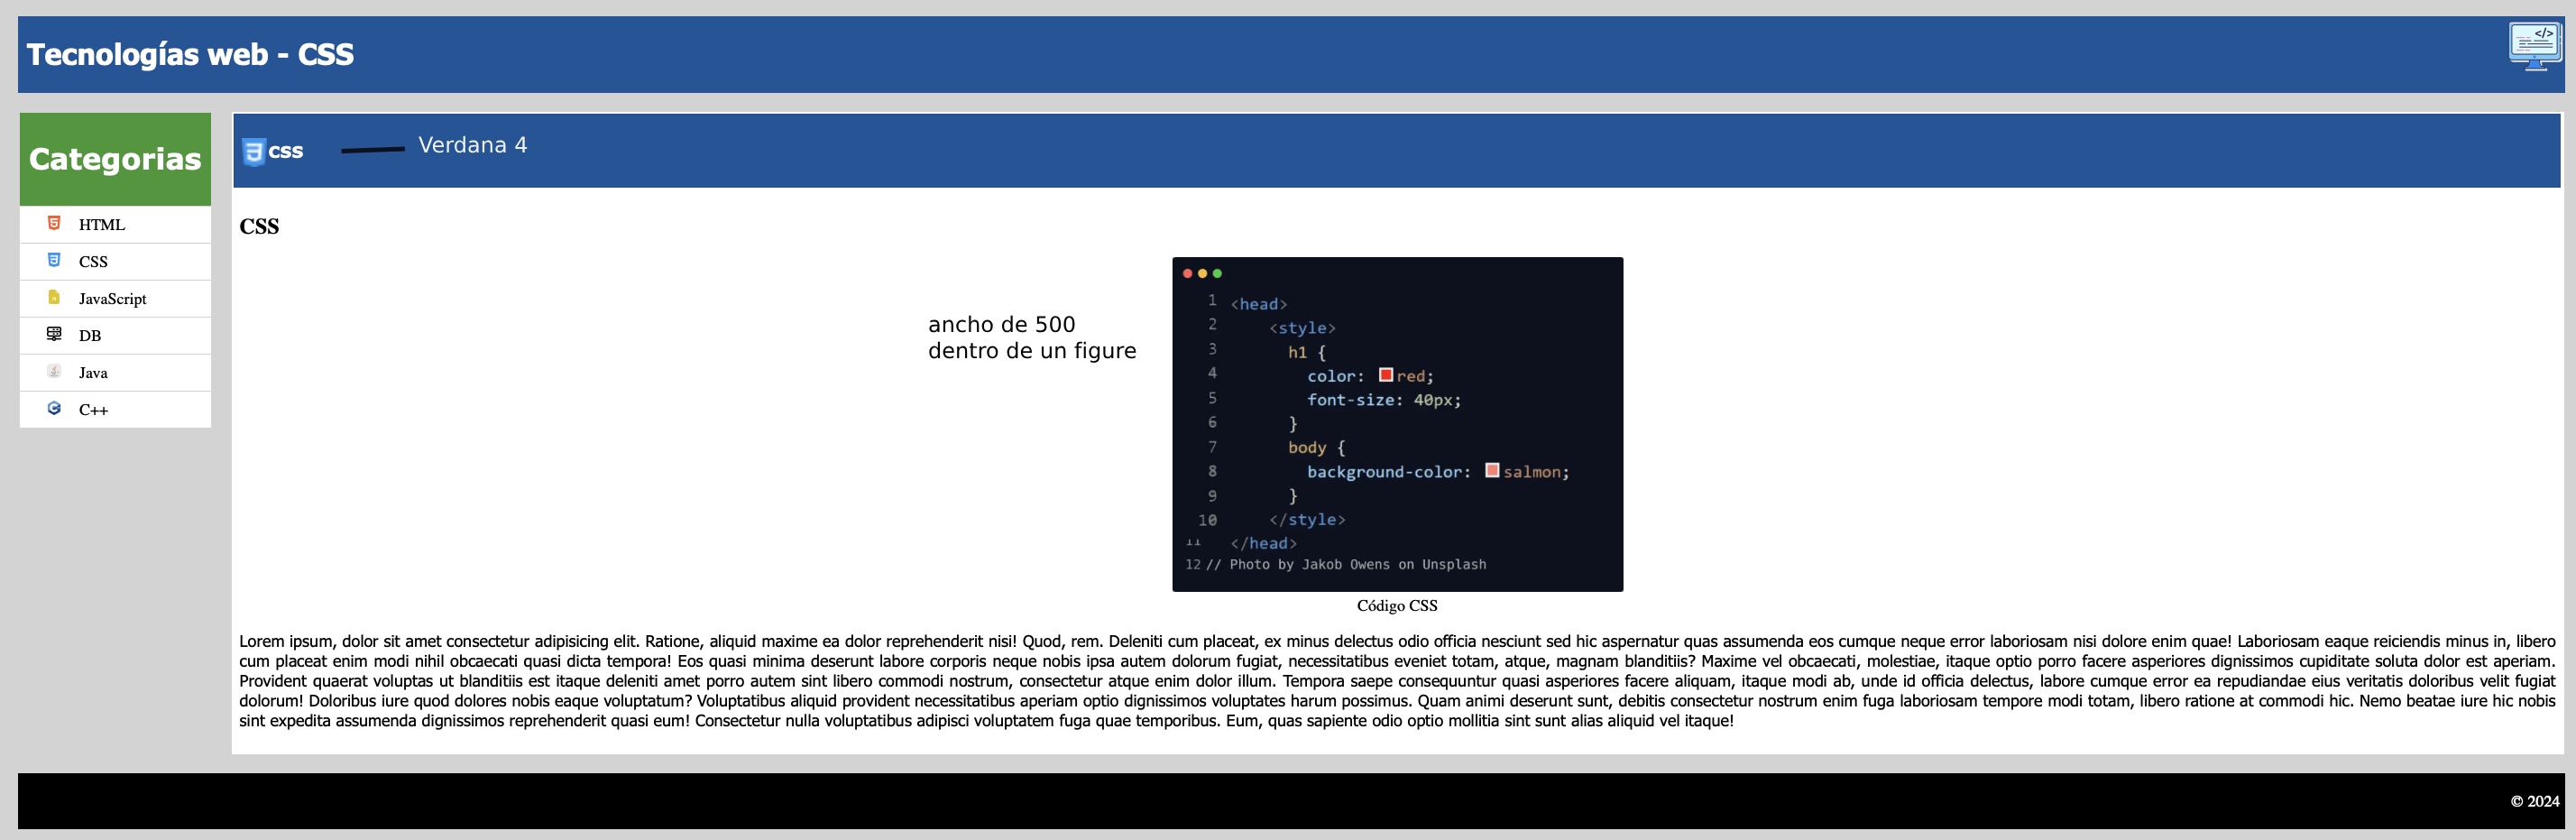 Tecnologías web - CSS
</>
Categorias
HTML
CSS
JavaScript
DB
Java
C++
CSS
Verdana 4
CSS
ancho de 500
dentro de un figure
1 <head>
2 <style>
3 h1 {
4 color: red;
5 font-size: 40px;
6 }
7 body {
8 background-color: salmon;
9 }
10 </style>
11 </head>
12 // Photo by Jakob Owens on Unsplash
Código CSS
Lorem ipsum, dolor sit amet consectetur adipisicing elit. Ratione, aliquid maxime ea dolor reprehenderit nisi! Quod, rem. Deleniti cum placeat, ex minus delectus odio officia nesciunt sed hic aspernatur quas assumenda eos cumque neque error laboriosam nisi dolore enim quae! Laboriosam eaque reiciendis minus in, libero
cum placeat enim modi nihil obcaecati quasi dicta tempora! Eos quasi minima deserunt labore corporis neque nobis ipsa autem dolorum fugiat, necessitatibus eveniet totam, atque, magnam blanditiis? Maxime vel obcaecati, molestiae, itaque optio porro facere asperiores dignissimos cupiditate soluta dolor est aperiam.
Provident quaerat voluptas ut blanditiis est itaque deleniti amet porro autem sint libero commodi nostrum, consectetur atque enim dolor illum. Tempora saepe consequuntur quasi asperiores facere aliquam, itaque modi ab, unde id officia delectus, labore cumque error ea repudiandae eius veritatis doloribus velit fugiat
dolorum! Doloribus iure quod dolores nobis eaque voluptatum? Voluptatibus aliquid provident necessitatibus aperiam optio dignissimos voluptates harum possimus. Quam animi deserunt sunt, debitis consectetur nostrum enim fuga laboriosam tempore modi totam, libero ratione at commodi hic. Nemo beatae iure hic nobis
sint expedita assumenda dignissimos reprehenderit quasi eum! Consectetur nulla voluptatibus adipisci voluptatem fuga quae temporibus. Eum, quas sapiente odio optio mollitia sint sunt alias aliquid vel itaque!
© 2024